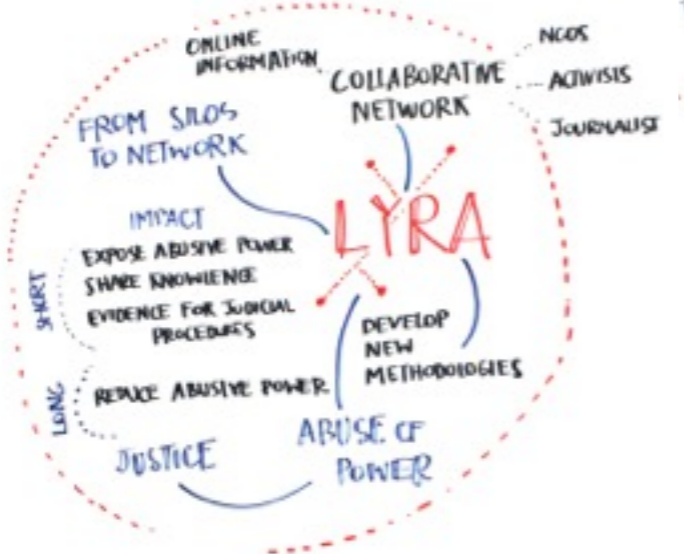 ONLINE
INFORMATION
COLLABORATIVE
NETWORK
NGOS
ACTIVISTS
JOURNALIST
FROM SILOS
TO NETWORK
LYRA
IMPACT
SHORT
EXPOSE ABUSIVE POWER
SHARE KNOWLEDGE
EVIDENCE FOR JUDICIAL
PROCEDURES
DEVELOP
NEW
METHODOLOGIES
LONG
REDUCE ABUSIVE POWER
JUSTICE
ABUSE OF
POWER